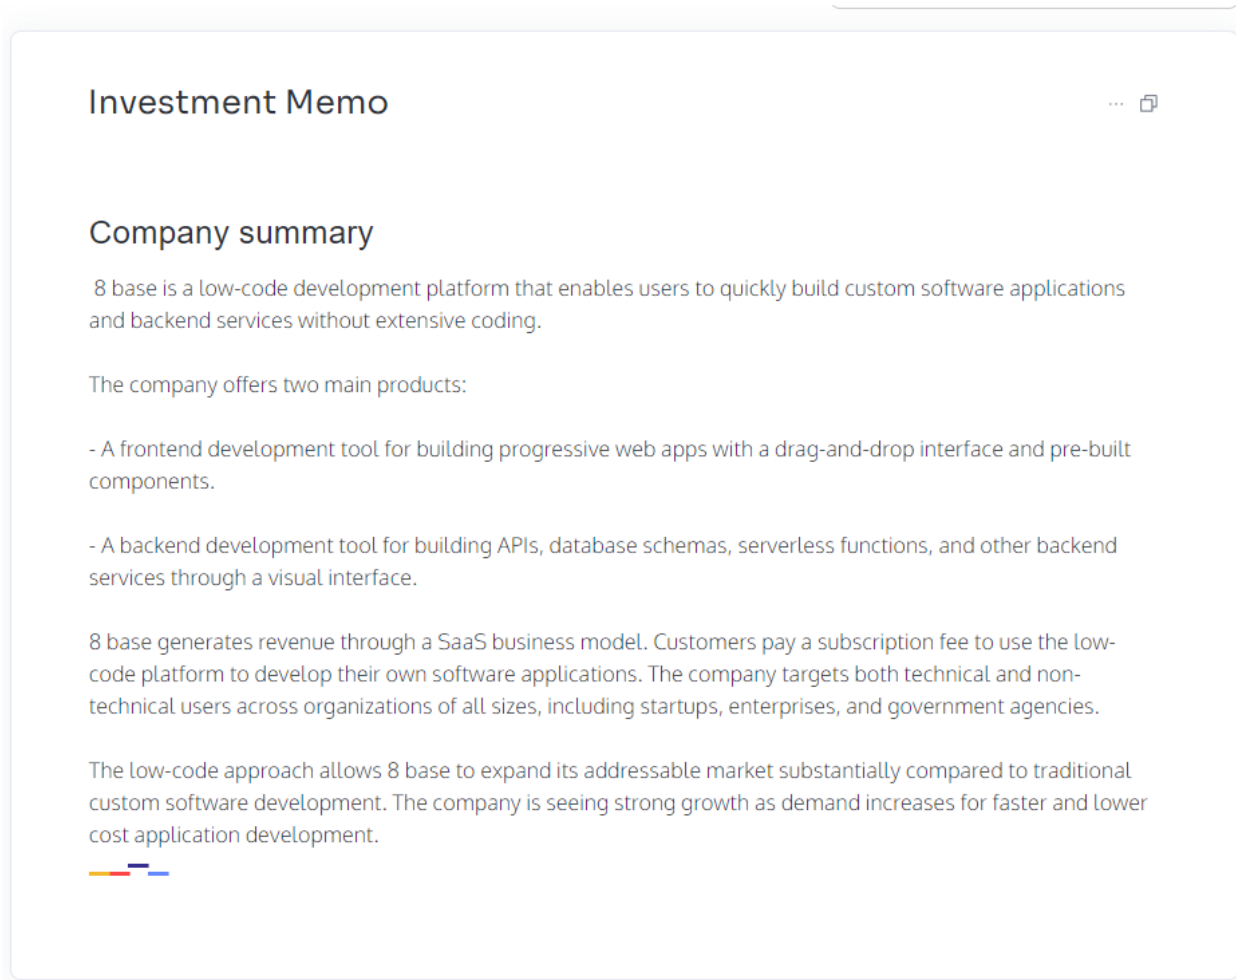 Investment Memo
Company summary
8 base is a low-code development platform that enables users to quickly build custom software applications
and backend services without extensive coding.
The company offers two main products:
- A frontend development tool for building progressive web apps with a drag-and-drop interface and pre-built
components.
- A backend development tool for building APIs, database schemas, serverless functions, and other backend
services through a visual interface.
8 base generates revenue through a SaaS business model. Customers pay a subscription fee to use the low-
code platform to develop their own software applications. The company targets both technical and non-
technical users across organizations of all sizes, including startups, enterprises, and government agencies.
The low-code approach allows 8 base to expand its addressable market substantially compared to traditional
custom software development. The company is seeing strong growth as demand increases for faster and lower
cost application development.